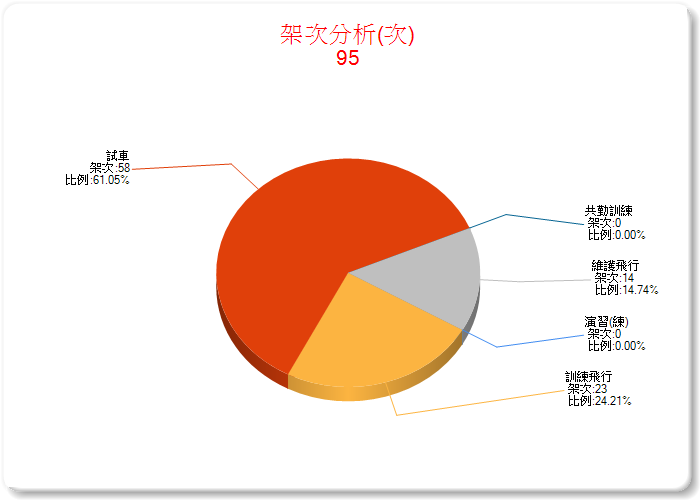 架次分析(次)
95
試車
架次:58
比例:61.05%
共勤訓練
架次:0
比例:0.00%
維護飛行
架次:14
比例:14.74%
演習(練)
架次:0
比例:0.00%
訓練飛行
架次:23
比例:24.21%